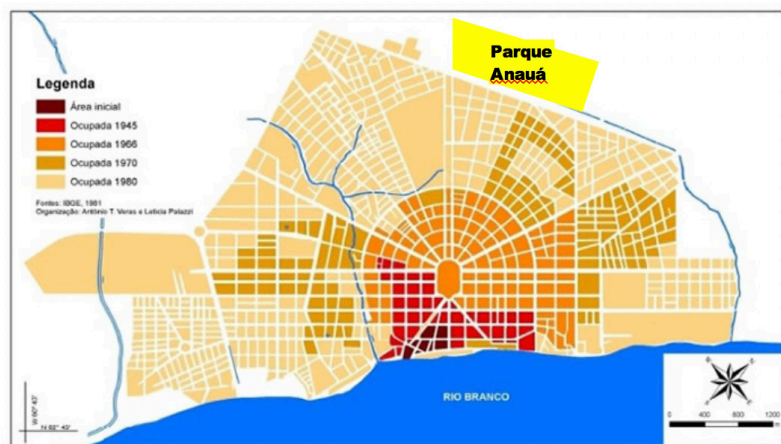 Parque
Anauá
Legenda
Área inicial
Ocupada 1945
Ocupada 1966
Ocupada 1970
Ocupada 1980
Fontes: IBGE, 1981
Organização: Antônio T. Veras e Letícia Palazzi
RIO BRANCO
0 400 800 1200